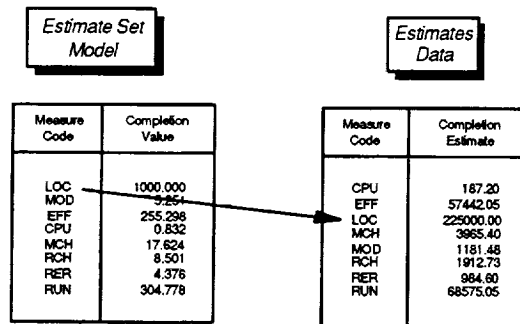 Estimate Set
Model
Measure
Code
Completion
Value
LOC 1000.000
MOD 5.251
EFF 255.298
CPU 0.832
MCH 17.624
RCH 8.501
RER 4.376
RUN 304.778
Estimates
Data
Measure
Code
Completion
Estimate
CPU 187.20
EFF 57442.05
LOC 225000.00
MCH 3965.40
MOD 1181.48
RCH 1912.73
RER 984.60
RUN 68575.05